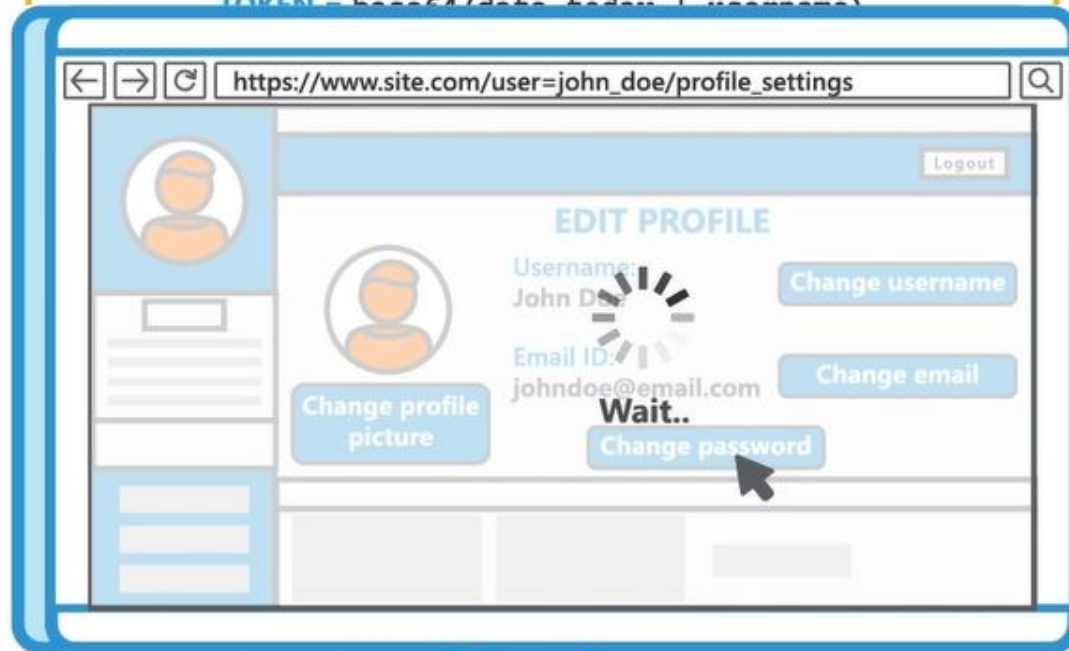 https://www.site.com/user=john_doe/profile_settings
Logout
EDIT PROFILE
Username:
John Doe
Change username
Email ID:
johndoe@email.com
Change email
Change profile
picture
Wait..
Change password